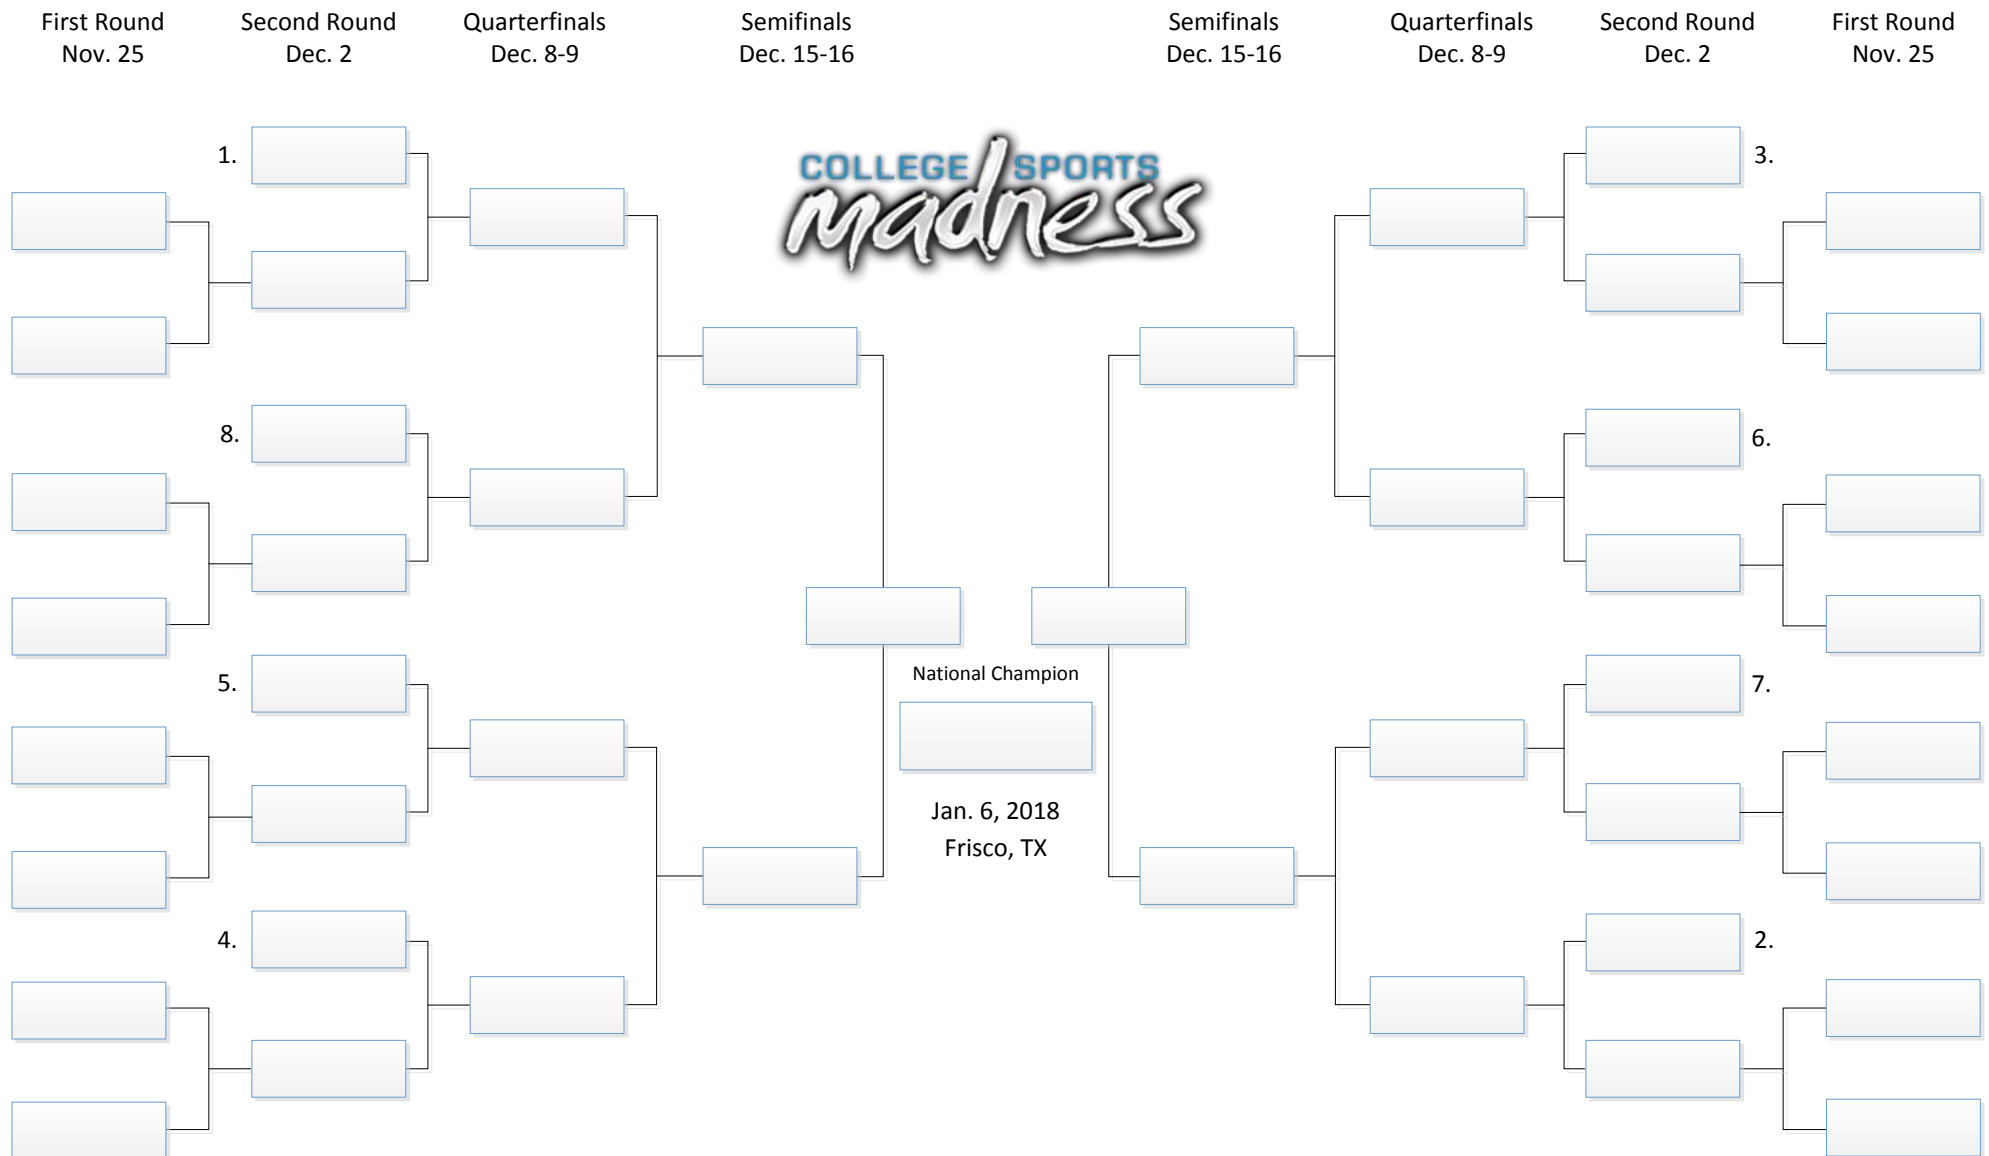 First Round
Nov. 25
Second Round
Dec. 2
Quarterfinals
Dec. 8-9
Semifinals
Dec. 15-16
Semifinals
Dec. 15-16
Quarterfinals
Dec. 8-9
Second Round
Dec. 2
First Round
Nov. 25
COLLEGE SPORTS
madness
1.
8.
5.
4.
National Champion
Jan. 6, 2018
Frisco, TX
3.
6.
7.
2.